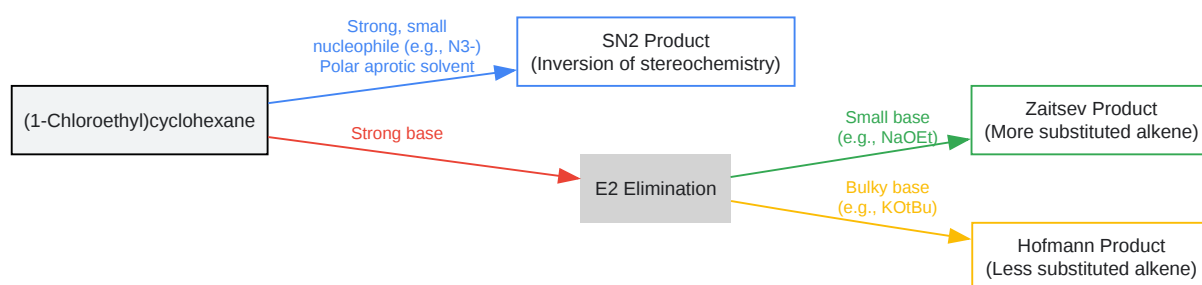 Strong, small
nucleophile (e.g., N3-)
Polar aprotic solvent
SN2 Product
(Inversion of stereochemistry)
(1-Chloroethyl)cyclohexane
Strong base
E2 Elimination
Small base
(e.g., NaOEt)
Zaitsev Product
(More substituted alkene)
Bulky base
(e.g., KOtBu)
Hofmann Product
(Less substituted alkene)